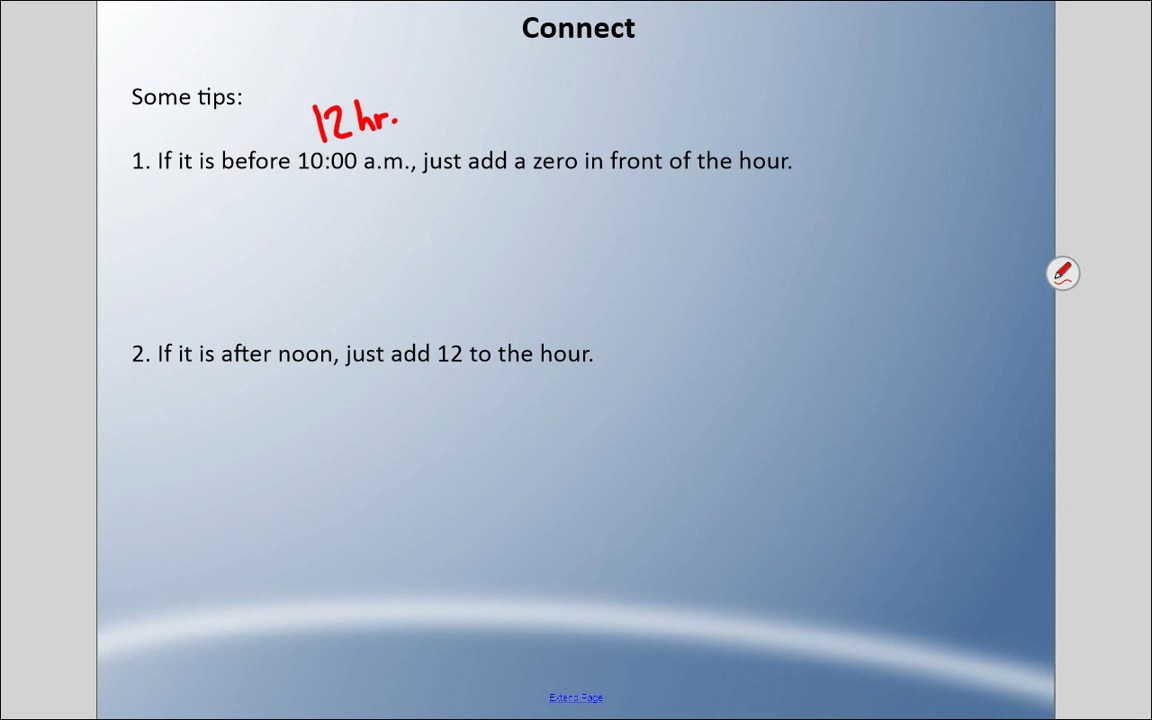 Connect
Some tips:
12 hr.
1. If it is before 10:00 a.m., just add a zero in front of the hour.
2. If it is after noon, just add 12 to the hour.
Extend Page